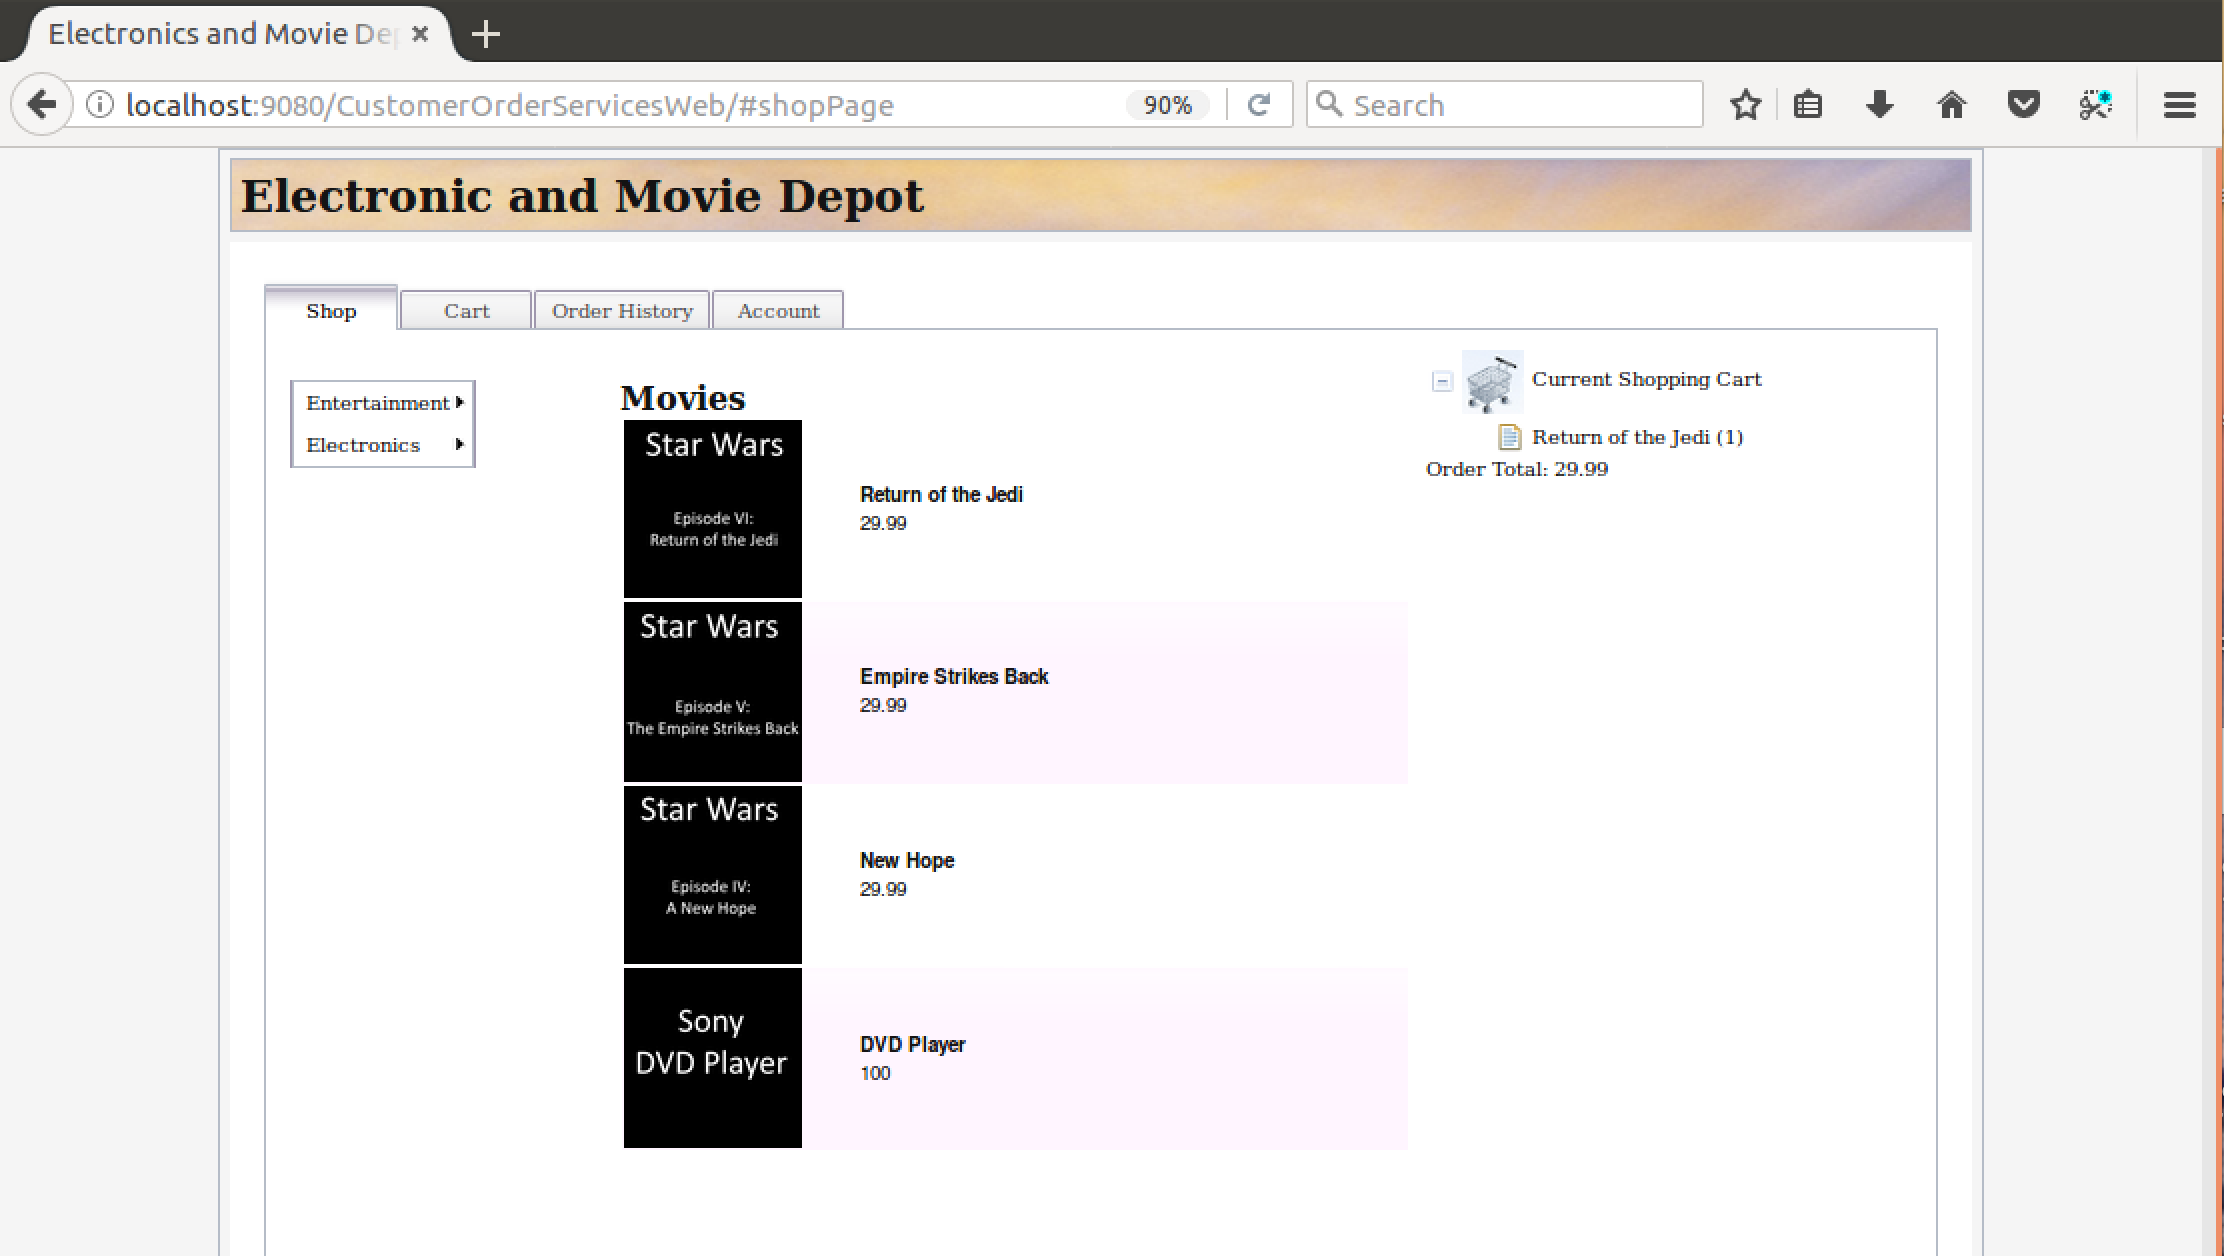 Electronics and Movie De
localhost:9080/CustomerOrderServicesWeb/#shopPage
90%
Search
Electronic and Movie Depot
Shop
Cart
Order History
Account
Entertainment
Electronics
Movies
Star Wars
Episode VI:
Return of the Jedi
Return of the Jedi
29.99
Star Wars
Episode V:
The Empire Strikes Back
Empire Strikes Back
29.99
Star Wars
Episode IV:
A New Hope
New Hope
29.99
Sony
DVD Player
DVD Player
100
Current Shopping Cart
Return of the Jedi (1)
Order Total: 29.99